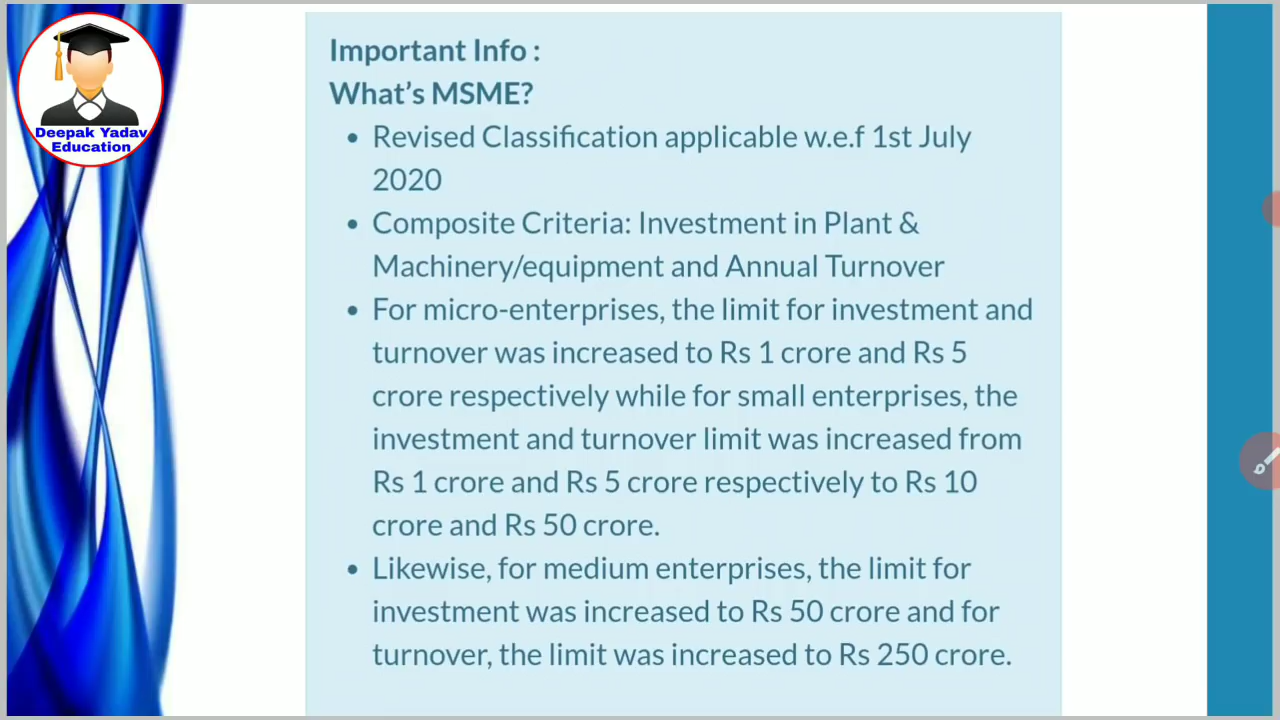 Deepak Yadav
Education
Important Info :
What's MSME?
• Revised Classification applicable w.e.f 1st July
2020
• Composite Criteria: Investment in Plant &
Machinery/equipment and Annual Turnover
• For micro-enterprises, the limit for investment and
turnover was increased to Rs 1 crore and Rs 5
crore respectively while for small enterprises, the
investment and turnover limit was increased from
Rs 1 crore and Rs 5 crore respectively to Rs 10
crore and Rs 50 crore.
• Likewise, for medium enterprises, the limit for
investment was increased to Rs 50 crore and for
turnover, the limit was increased to Rs 250 crore.